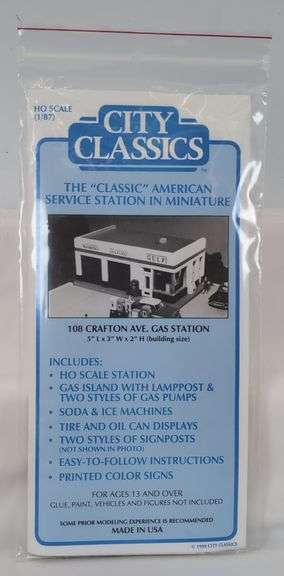 HO SCALE
(1/87)
CITY
CLASSICS
THE "CLASSIC" AMERICAN
SERVICE STATION IN MINIATURE
GULF
108 CRAFTON AVE. GAS STATION
5" L x 3" W x 2" H (building size)
INCLUDES:
• HO SCALE STATION
• GAS ISLAND WITH LAMPPOST &
TWO STYLES OF GAS PUMPS
• SODA & ICE MACHINES
• TIRE AND OIL CAN DISPLAYS
• TWO STYLES OF SIGNPOSTS
(NOT SHOWN IN PHOTO)
• EASY-TO-FOLLOW INSTRUCTIONS
• PRINTED COLOR SIGNS
FOR AGES 13 AND OVER
GLUE, PAINT, VEHICLES AND FIGURES NOT INCLUDED
SOME PRIOR MODELING EXPERIENCE IS RECOMMENDED
MADE IN USA